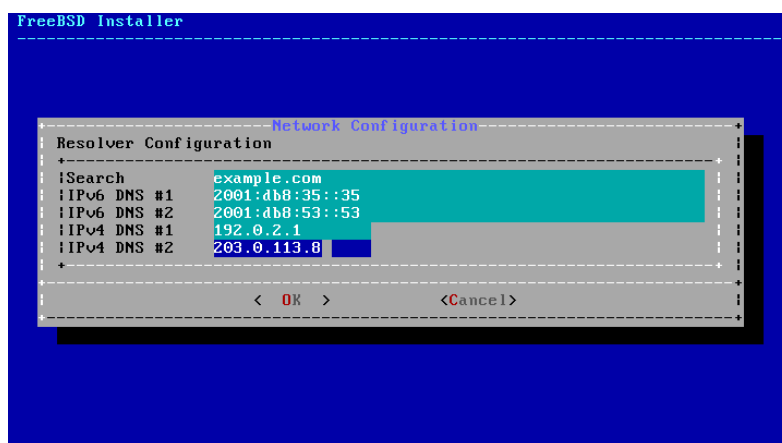 FreeBSD Installer
Network Configuration
Resolver Configuration
Search example.com
IPv6 DNS #1 2001:db8:35::35
IPv6 DNS #2 2001:db8:53::53
IPv4 DNS #1 192.0.2.1
IPv4 DNS #2 203.0.113.8
< OK > <Cancel>